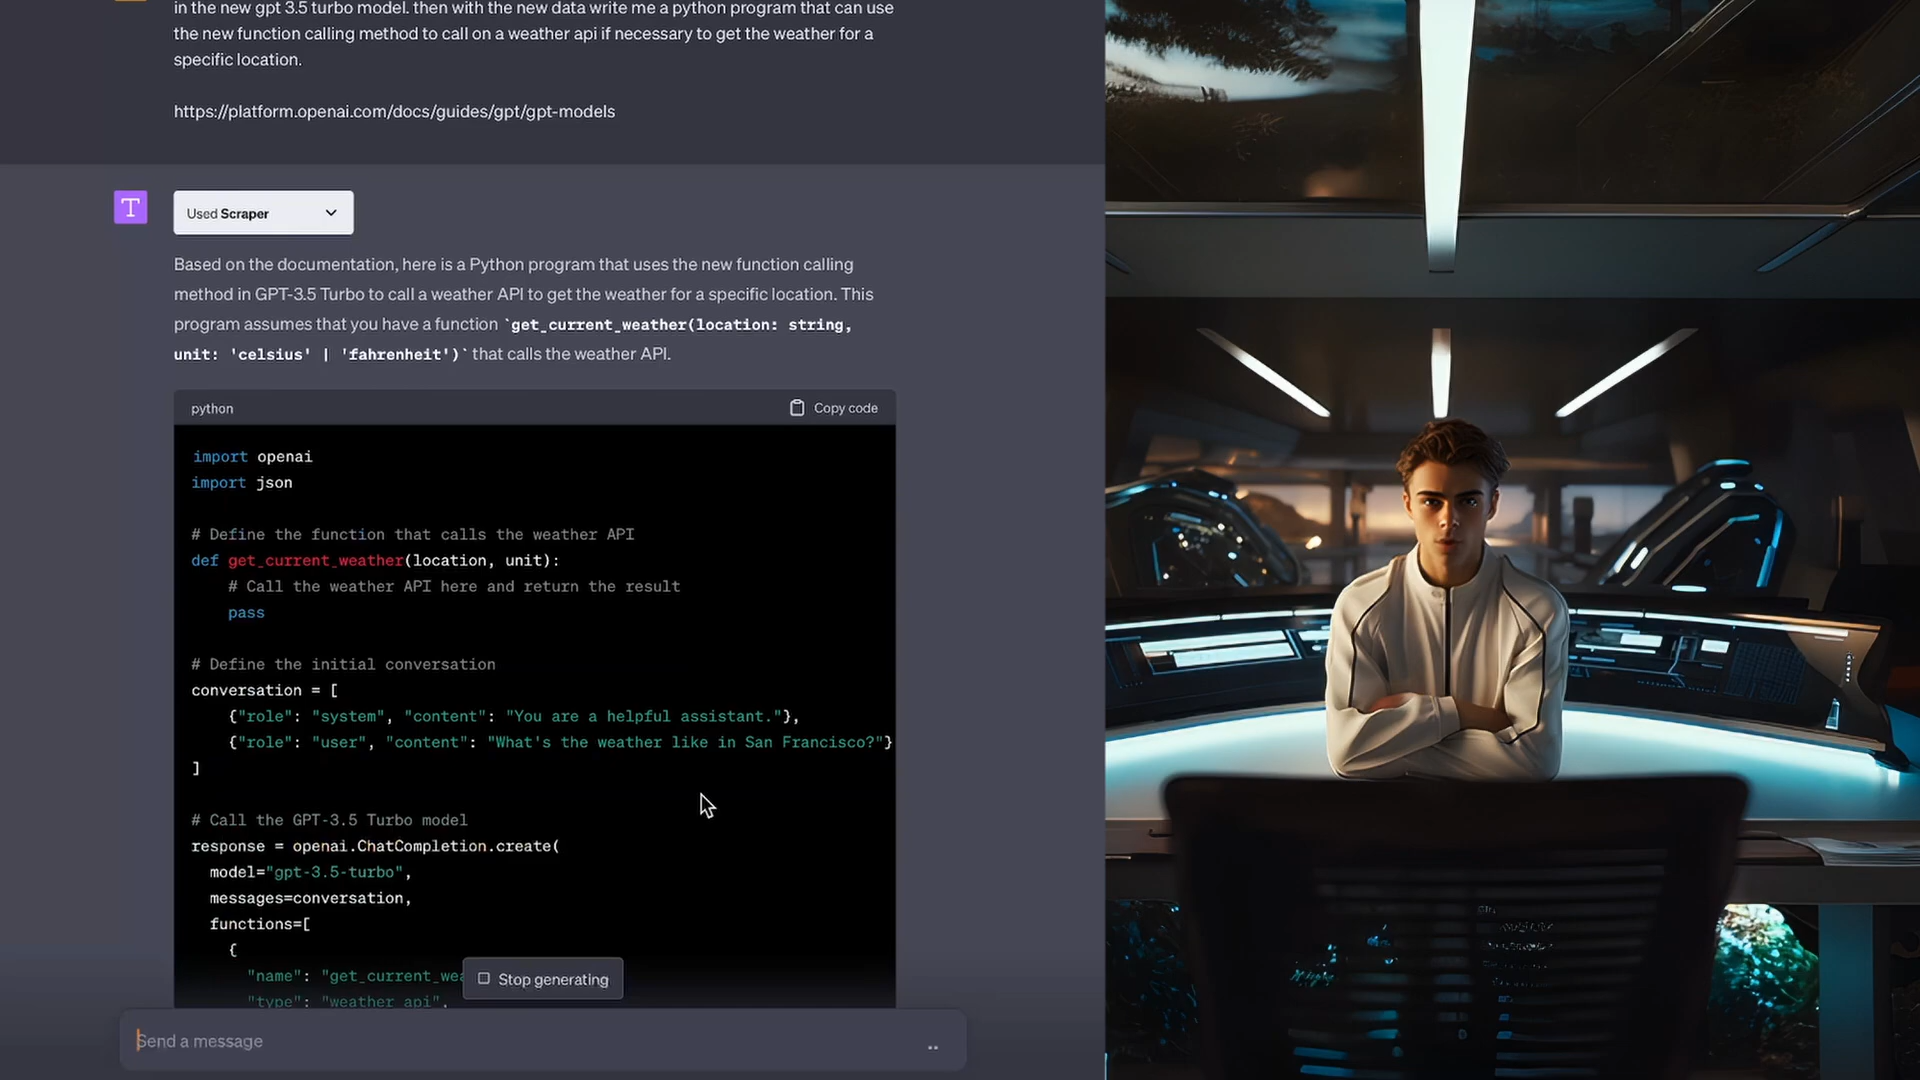 in the new gpt 3.5 turbo model. then with the new data write me a python program that can use
the new function calling method to call on a weather api if necessary to get the weather for a
specific location.
https://platform.openai.com/docs/guides/gpt/gpt-models
T
Used Scraper
Based on the documentation, here is a Python program that uses the new function calling
method in GPT-3.5 Turbo to call a weather API to get the weather for a specific location. This
program assumes that you have a function `get_current_weather(location: string,
unit: 'celsius' | 'fahrenheit')` that calls the weather API.
python
Copy code
import openai
import json
# Define the function that calls the weather API
def get_current_weather(location, unit):
# Call the weather API here and return the result
pass
# Define the initial conversation
conversation = [
{"role": "system", "content": "You are a helpful assistant."},
{"role": "user", "content": "What's the weather like in San Francisco?"}
]
# Call the GPT-3.5 Turbo model
response = openai.ChatCompletion.create(
model="gpt-3.5-turbo",
messages=conversation,
functions=[
{
"name": "get_current_wea
"type": "weather_api",
Stop generating
Send a message